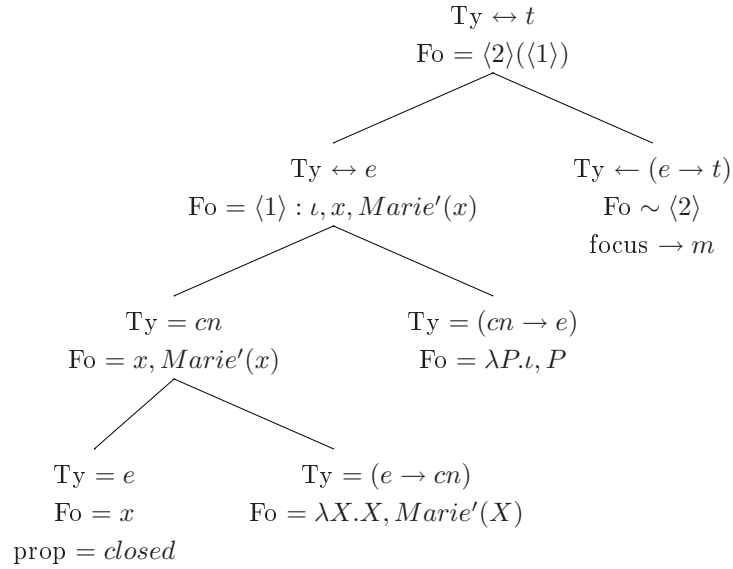 Ty ↔ t
Fo = ⟨2⟩(⟨1⟩)
Ty ↔ e
Fo = ⟨1⟩ : ι, x, Marie′(x)
Ty ← (e → t)
Fo ∼ ⟨2⟩
focus → m
Ty = cn
Fo = x, Marie′(x)
Ty = (cn → e)
Fo = λP.ι, P
Ty = e
Fo = x
prop = closed
Ty = (e → cn)
Fo = λX.X, Marie′(X)